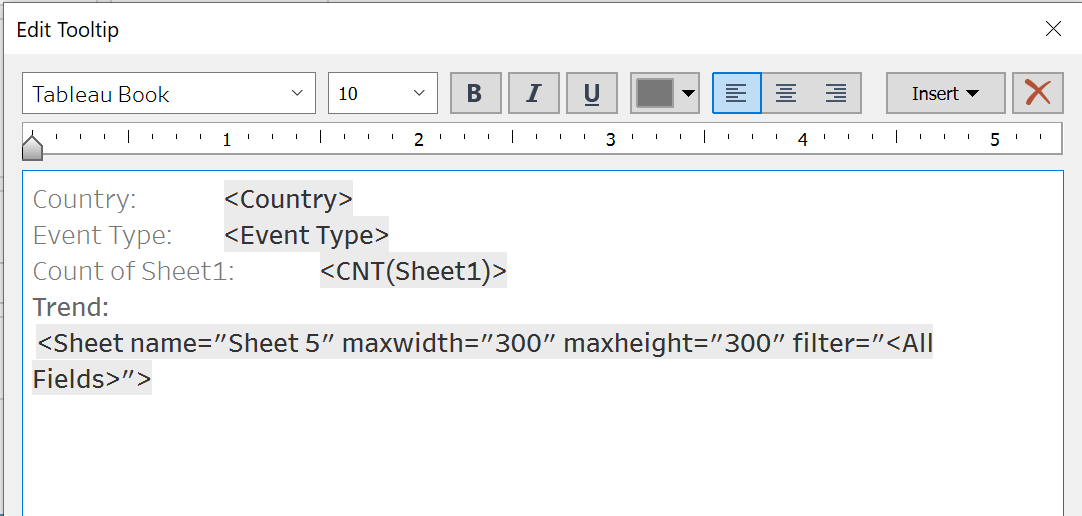 Edit Tooltip
Tableau Book 10 B I U Insert
1 2 3 4 5
Country: <Country>
Event Type: <Event Type>
Count of Sheet1: <CNT(Sheet1)>
Trend:
<Sheet name="Sheet 5" maxwidth="300" maxheight="300" filter="<All
Fields>">